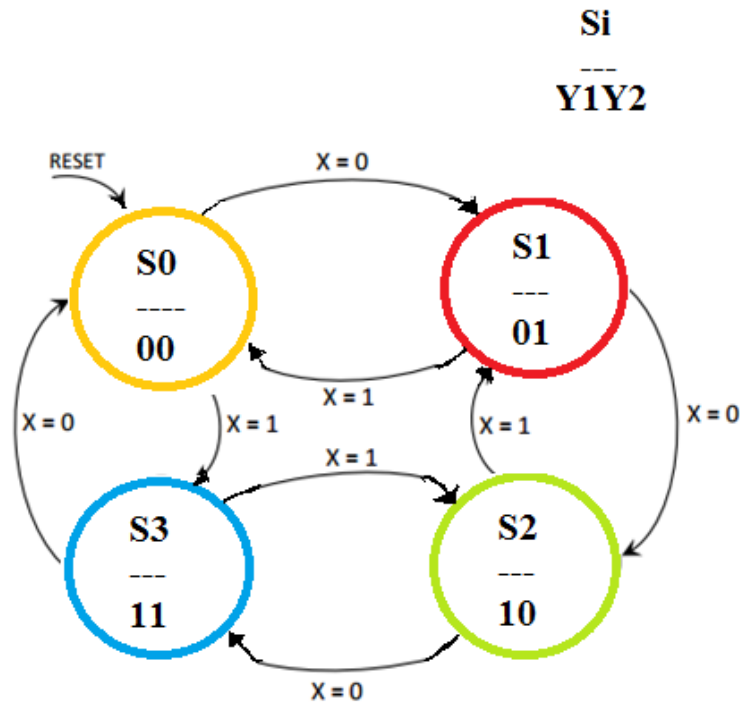 Si
---
Y1Y2
RESET
X = 0
S0
----
00
S1
---
01
X = 1
X = 0
X = 1
X = 1
X = 0
X = 1
S3
---
11
S2
---
10
X = 0